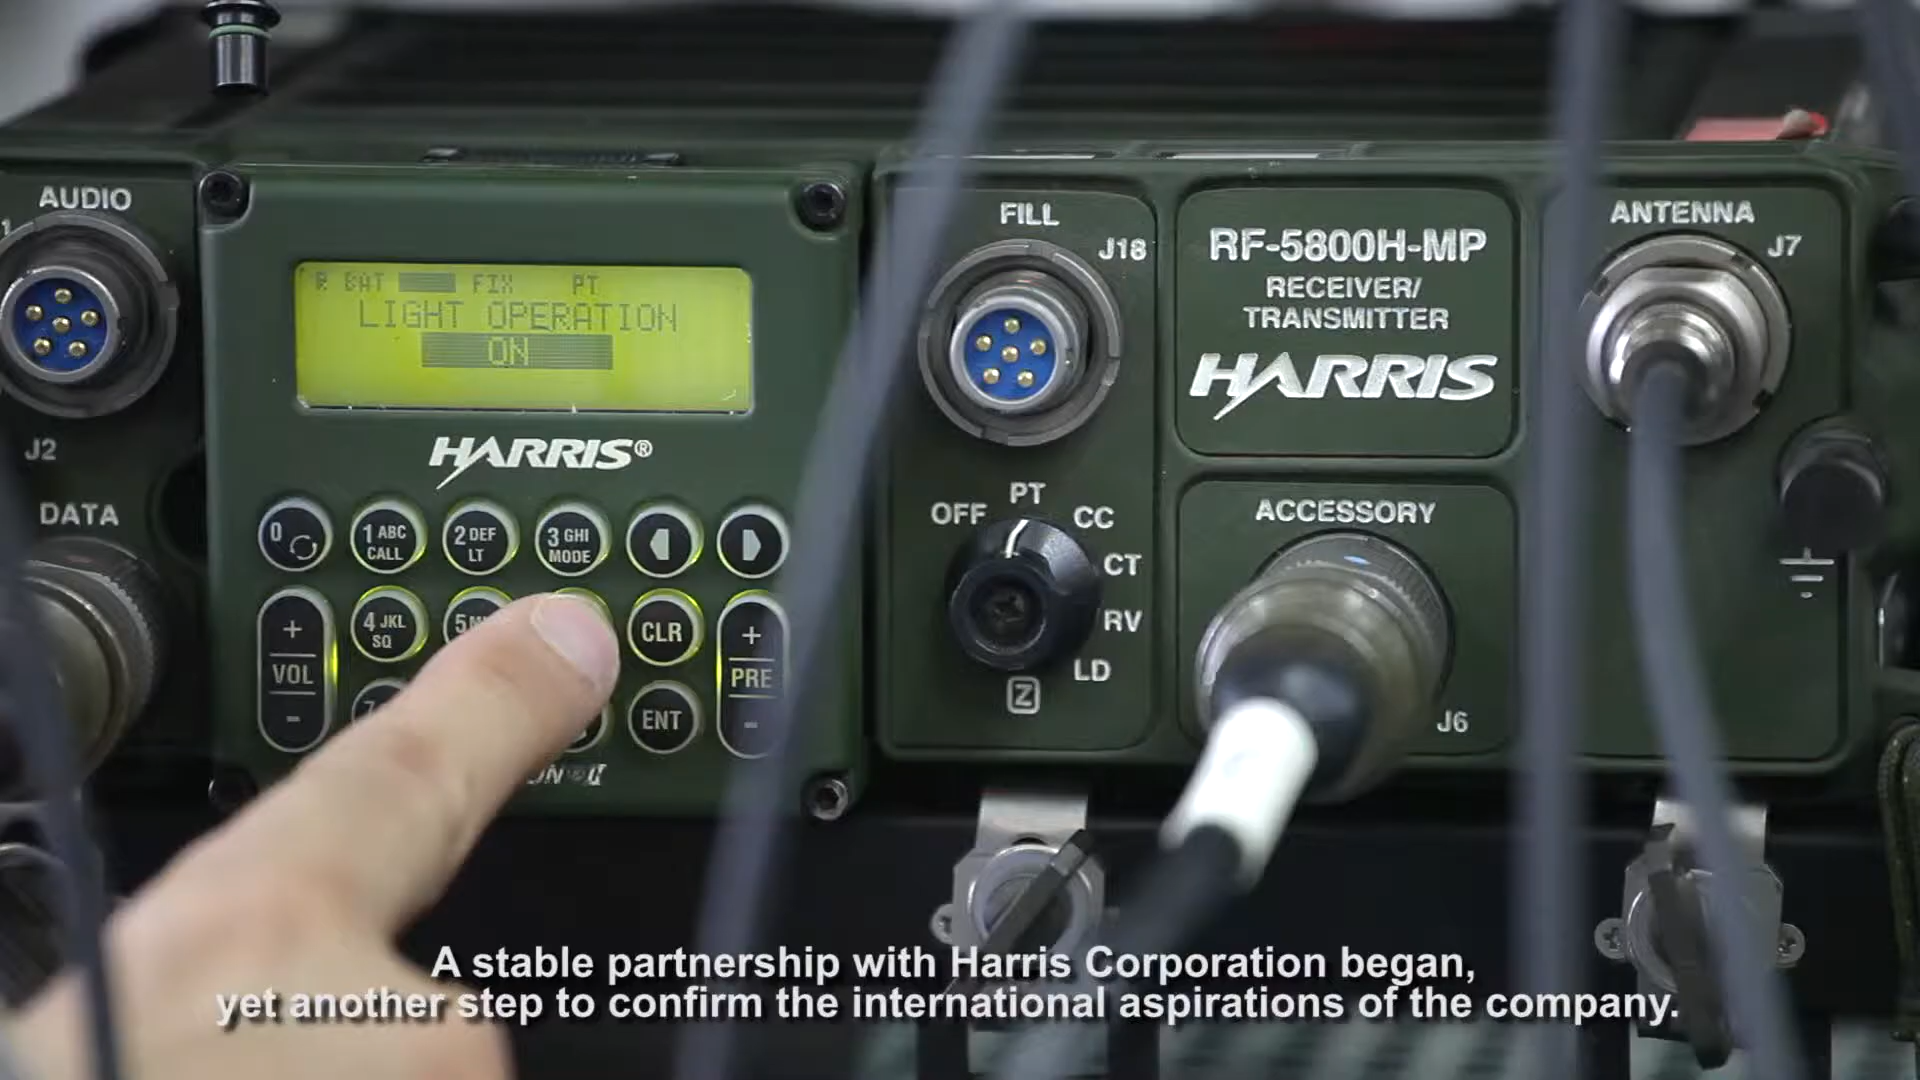 AUDIO
J2
DATA
R BAT FIX PT
LIGHT OPERATION
ON
HARRIS®
0
1 ABC
CALL
2 DEF
LT
3 GHI
MODE
4 JKL
SQ
CLR
+
VOL
-
+
PRE
-
ENT
FILL
J18
OFF
PT
CC
CT
RV
LD
Z
RF-5800H-MP
RECEIVER/
TRANSMITTER
HARRIS
ANTENNA
J7
ACCESSORY
J6
A stable partnership with Harris Corporation began,
yet another step to confirm the international aspirations of the company.